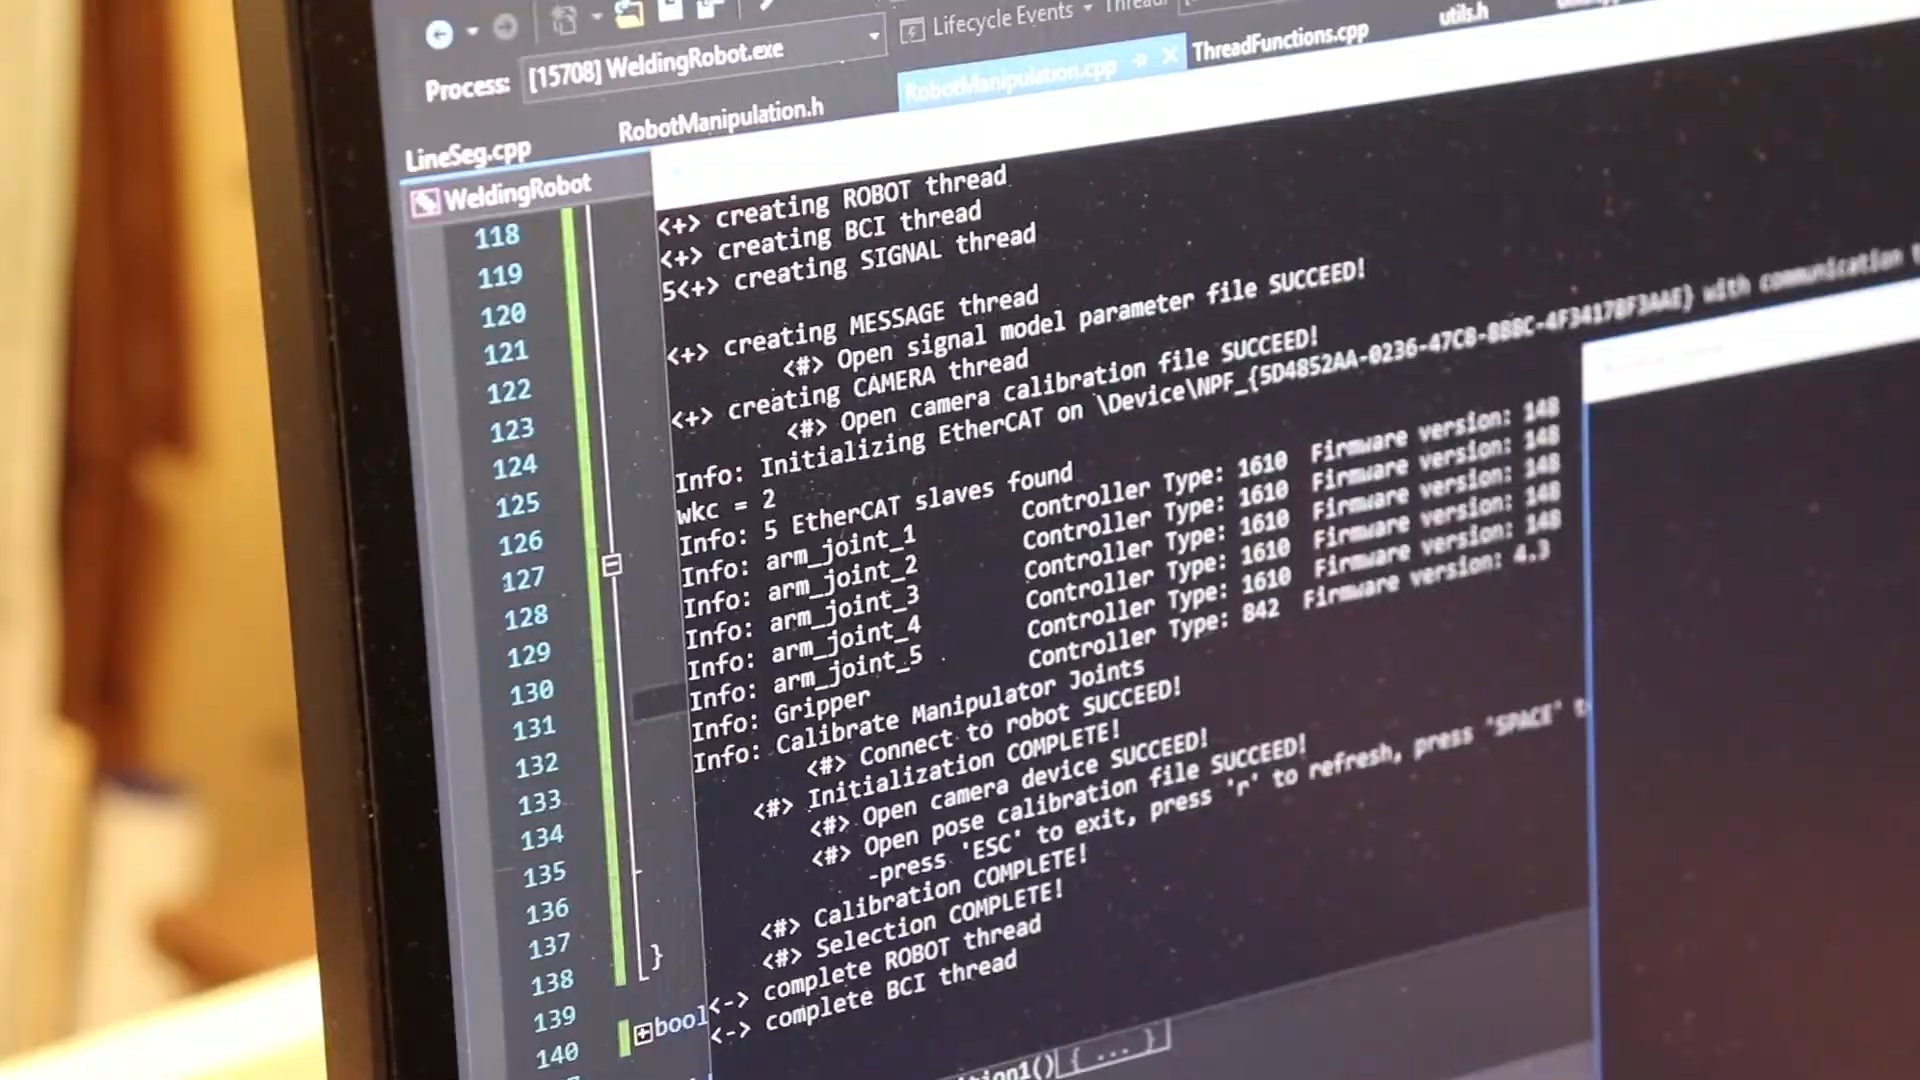 Lifecycle Events
Process: [15708] WeldingRobot.exe
utils.h
LineSeg.cpp RobotManipulation.h RobotManipulation.cpp ThreadFunctions.cpp
WeldingRobot
118
119
120
121
122
123
124
125
126
127
128
129
130
131
132
133
134
135
136
137
138
139
140
<+> creating ROBOT thread
<+> creating BCI thread
5<+> creating SIGNAL thread
<+> creating MESSAGE thread
<#> Open signal model parameter file SUCCEED!
<+> creating CAMERA thread
<#> Open camera calibration file SUCCEED!
Info: Initializing EtherCAT on \Device\NPF_{5D4852AA-0236-47C8-888C-4F34178F3AAE} with communication
wkc = 2
Info: 5 EtherCAT slaves found
Info: arm_joint_1 Controller Type: 1610 Firmware version: 148
Info: arm_joint_2 Controller Type: 1610 Firmware version: 148
Info: arm_joint_3 Controller Type: 1610 Firmware version: 148
Info: arm_joint_4 Controller Type: 1610 Firmware version: 148
Info: arm_joint_5 Controller Type: 1610 Firmware version: 148
Info: Gripper Controller Type: 842 Firmware version: 4.3
Info: Calibrate Manipulator Joints
<#> Connect to robot SUCCEED!
<#> Initialization COMPLETE!
<#> Open camera device SUCCEED!
<#> Open pose calibration file SUCCEED!
-press 'ESC' to exit, press 'r' to refresh, press 'SPACE'
<#> Calibration COMPLETE!
<#> Selection COMPLETE!
<-> complete ROBOT thread
<-> complete BCI thread
}
bool
{ ... }